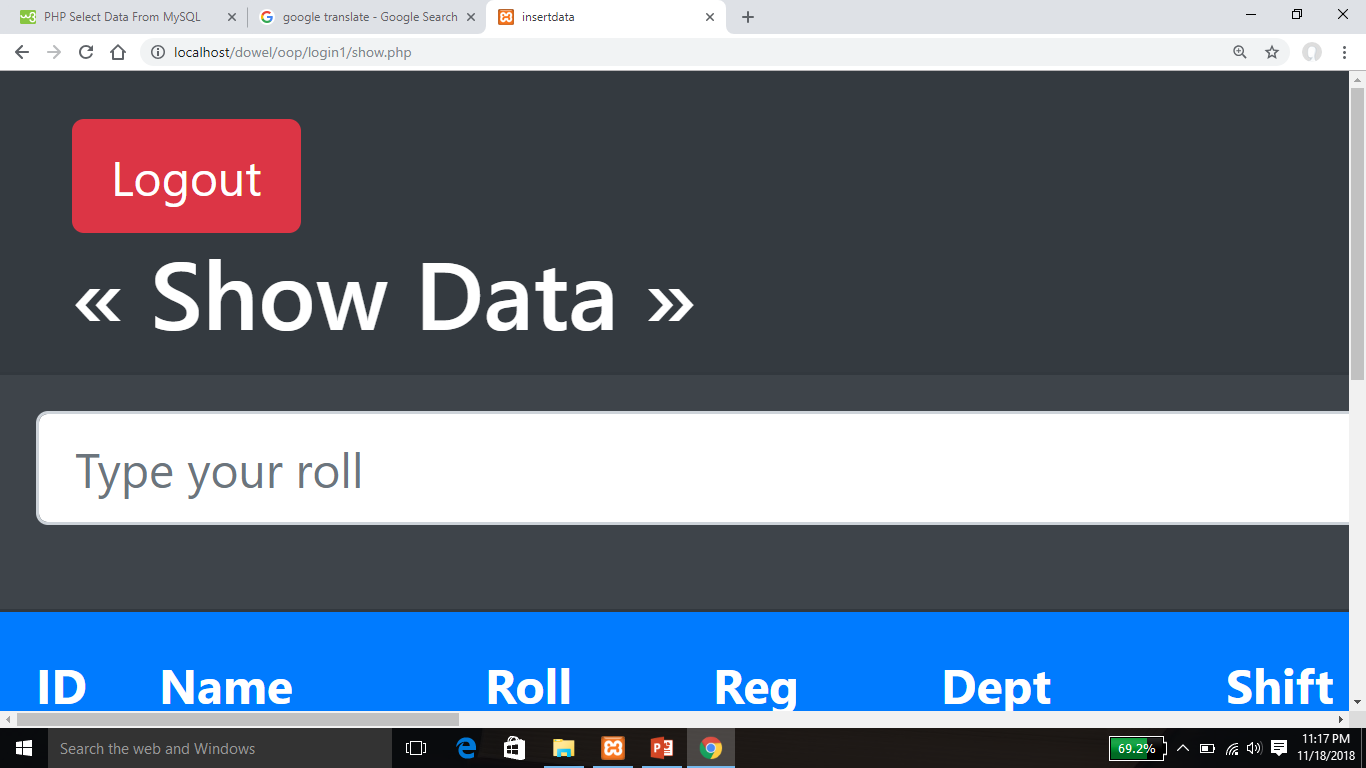 PHP Select Data From MySQL
google translate - Google Search
insertdata
localhost/dowel/oop/login1/show.php
Logout
« Show Data »
Type your roll
ID Name Roll Reg Dept Shift
Search the web and Windows
69.2%
11:17 PM
11/18/2018